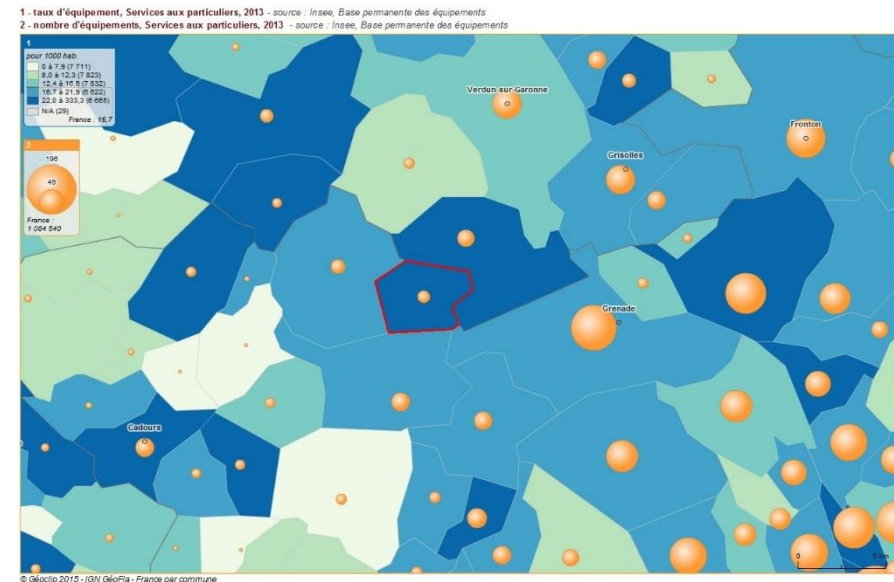 1 - taux d'équipement, Services aux particuliers, 2013 - source : Insee, Base permanente des équipements
2 - nombre d'équipements, Services aux particuliers, 2013 - source : Insee, Base permanente des équipements
1
pour 1000 hab.
0 à 7,9 (7 711)
8,0 à 12,3 (7 823)
12,4 à 16,6 (7 832)
16,7 à 21,9 (6 622)
22,0 à 333,3 (6 665)
N/A (29)
France : 16,7
Verdun-sur-Garonne
Fronton
2
196
49
France :
1 084 540
Grisolles
Grenade
Cadours
0 5 km
© Géoclip 2015 - IGN GéoFla - France par commune